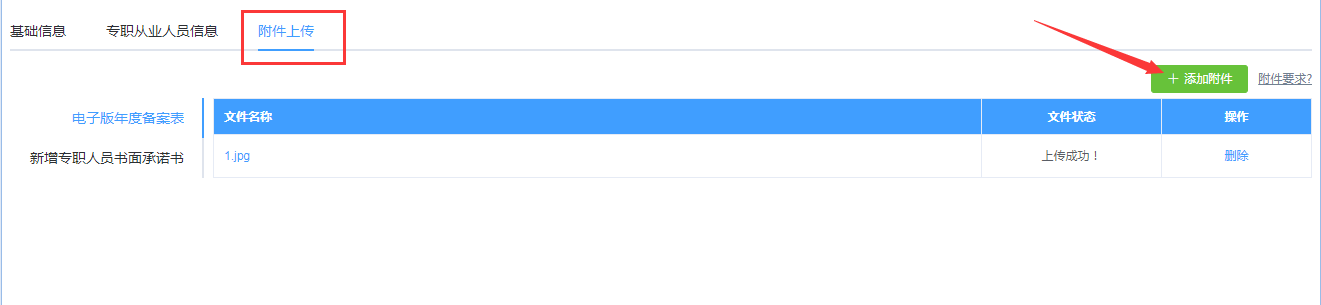 基础信息 专职从业人员信息 附件上传
+ 添加附件 附件要求?
电子版年度备案表
新增专职人员书面承诺书
文件名称 文件状态 操作
1.jpg 上传成功！ 删除